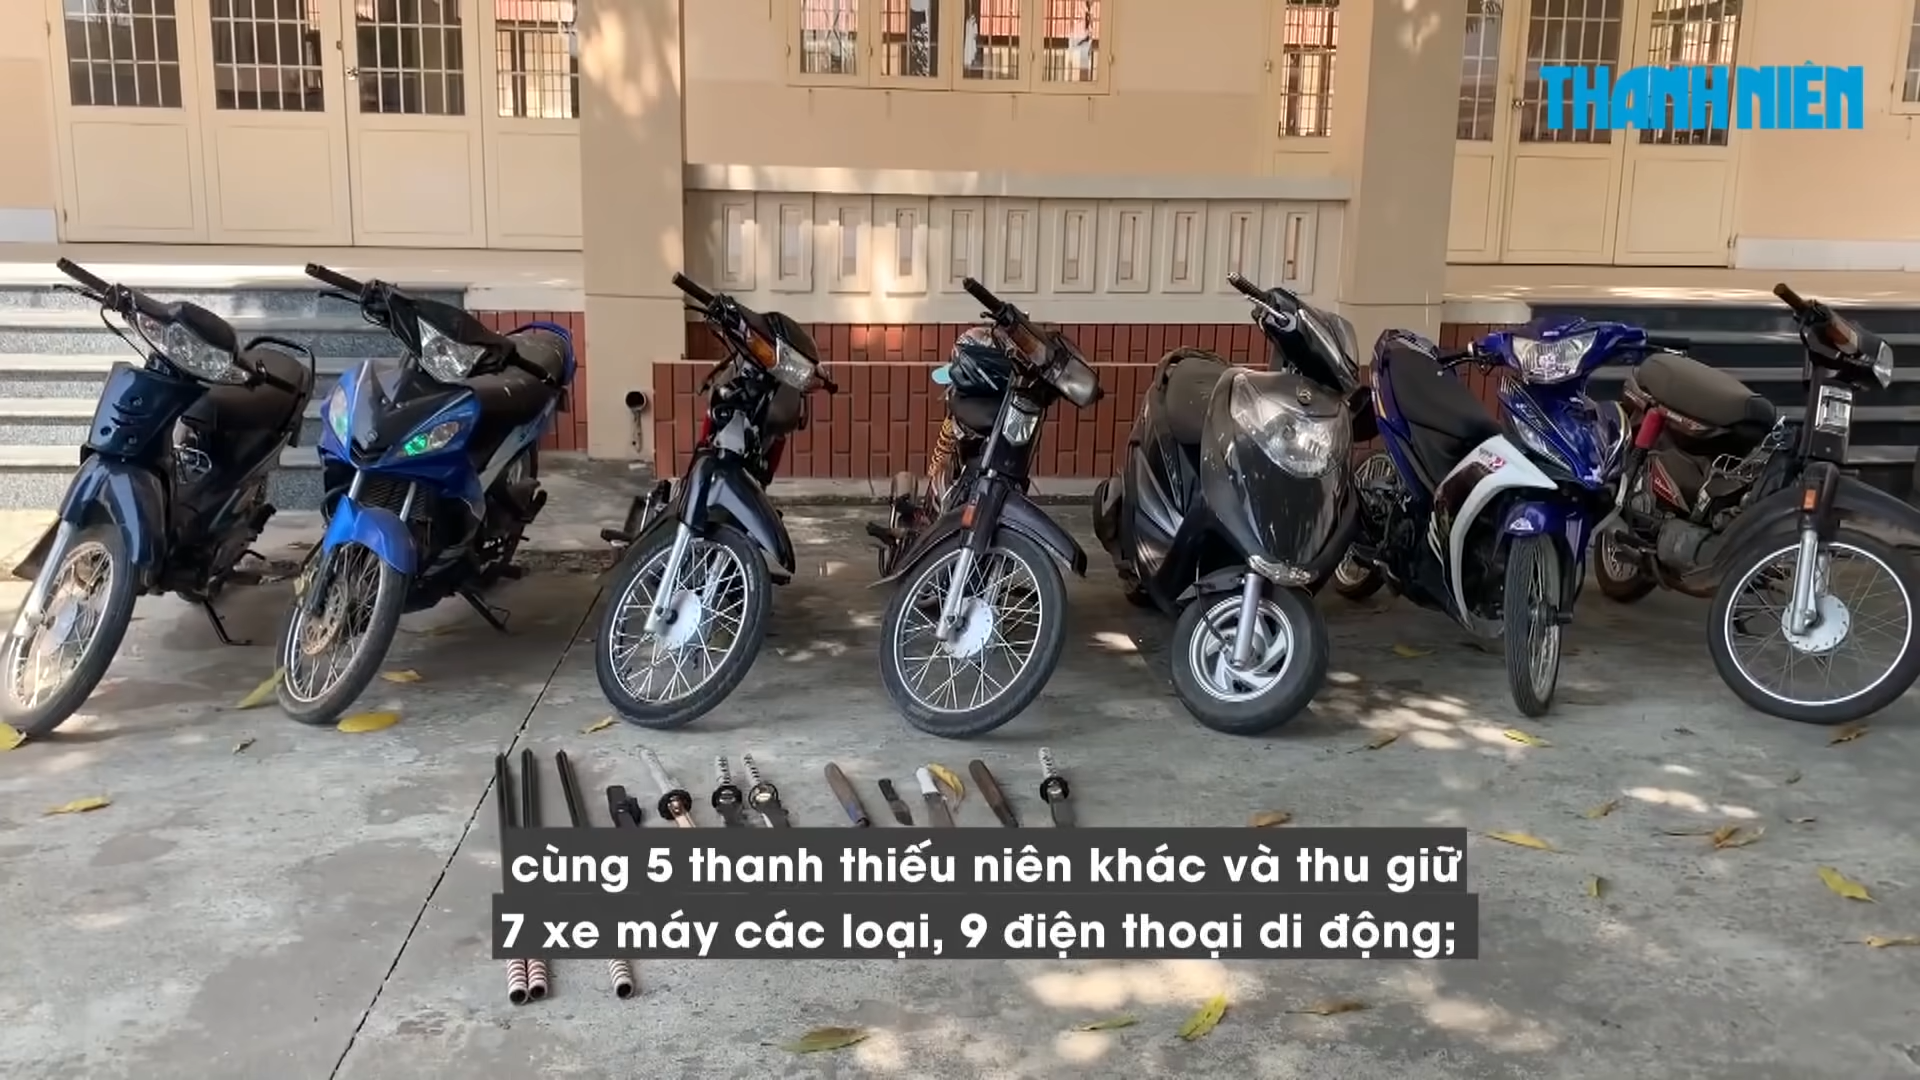 THANH NIÊN
cùng 5 thanh thiếu niên khác và thu giữ
7 xe máy các loại, 9 điện thoại di động;